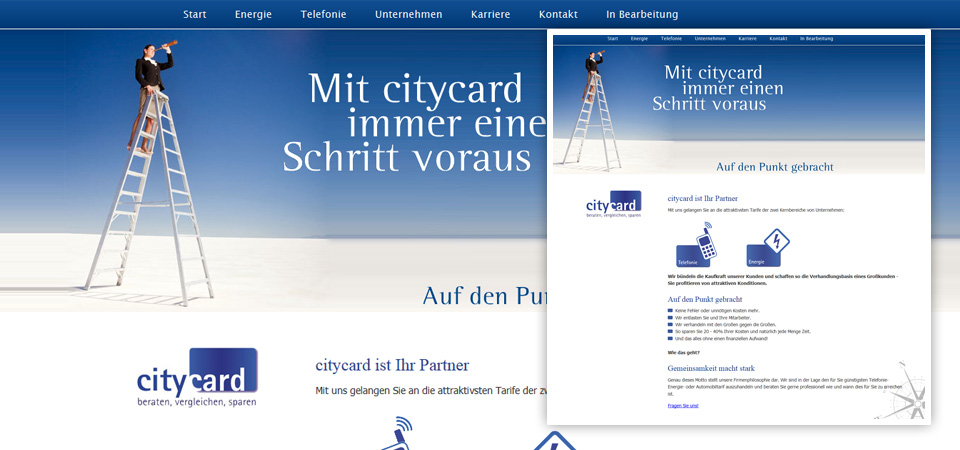 Start Energie Telefonie Unternehmen Karriere Kontakt In Bearbeitung
Mit citycard
immer eine
Schritt voraus
Auf den Pun
citycard
beraten, vergleichen, sparen
citycard ist Ihr Partner
Mit uns gelangen Sie an die attraktivsten Tarife der zw
Start Energie Telefonie Unternehmen Karriere Kontakt In Bearbeitung
Mit citycard
immer einen
Schritt voraus
Auf den Punkt gebracht
citycard
beraten, vergleichen, sparen
citycard ist Ihr Partner
Mit uns gelangen Sie an die attraktivsten Tarife der zwei Kernbereiche von Unternehmen:
Telefonie
Energie
Wir bündeln die Kaufkraft unserer Kunden und schaffen so die Verhandlungsbasis eines Großkunden -
Sie profitieren von attraktiven Konditionen.
Auf den Punkt gebracht
Keine Fehler oder unnötigen Kosten mehr.
Wir entlasten Sie und Ihre Mitarbeiter.
Wir verhandeln mit den Großen gegen die Großen.
So sparen Sie 20 - 40% Ihrer Kosten und natürlich jede Menge Zeit.
Und das alles ohne einen finanziellen Aufwand!
Wie das geht?
Gemeinsamkeit macht stark
Genau dieses Motto stellt unsere Firmenphilosophie dar. Wir sind in der Lage den für Sie günstigsten Telefonie-
Energie- oder Automobiltarif auszuhandeln und beraten Sie gerne professionell wie und wann dies für Sie zu erreichen
ist.
Fragen Sie uns!